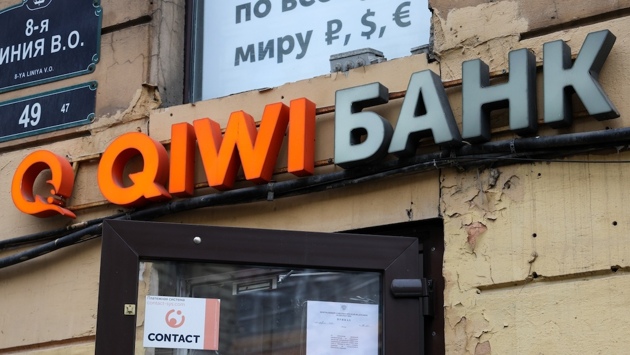 8-я
ЛИНИЯ В.О.
8-YA LINIYA V.O.
49
47
по все
миру ₽, $, €
QIWI БАНК
CONTACT